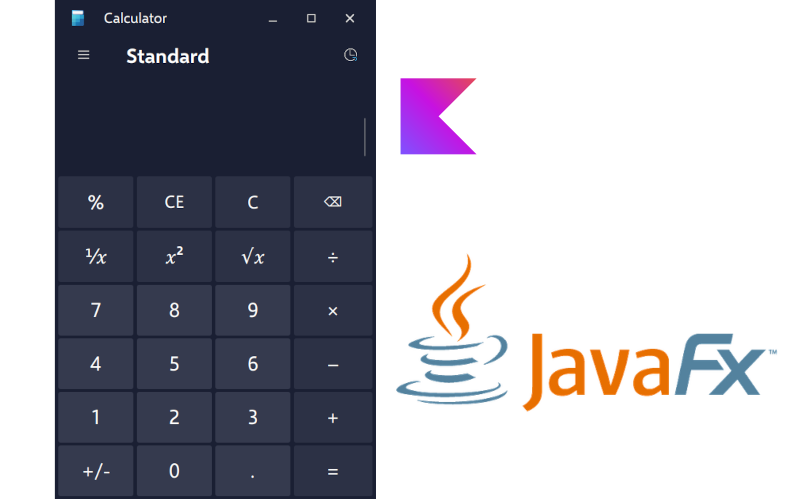 Calculator
Standard
% CE C ⌫
⅟x x² √x ÷
7 8 9 ×
4 5 6 −
1 2 3 +
+/- 0 . =
JavaFx™